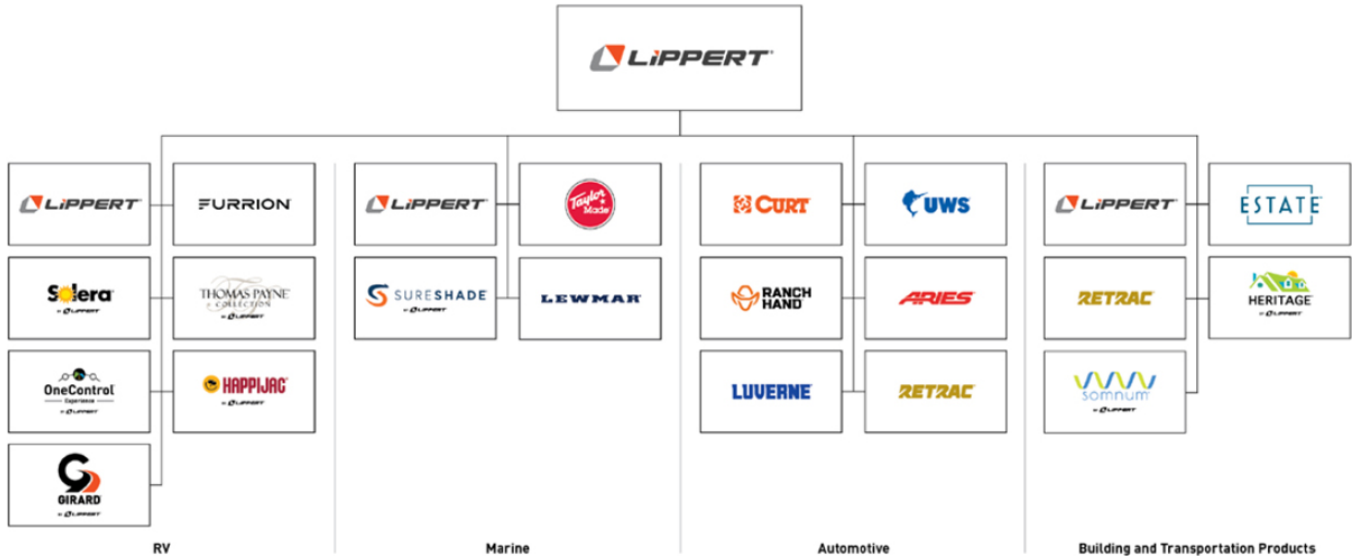 LiPPERT®
LiPPERT
FURRION
Solera
BY LIPPERT
THOMAS PAYNE
COLLECTION
BY LIPPERT
OneControl
Experience
BY LIPPERT
HAPPIJAC
BY LIPPERT
GIRARD
BY LIPPERT
RV
LiPPERT
Taylor
Made
SURESHADE
BY LIPPERT
LEWMAR
Marine
CURT
UWS
RANCH
HAND
ARIES
LUVERNE
RETRAC
Automotive
LiPPERT
ESTATE
RETRAC
HERITAGE
BY LIPPERT
somnum
BY LIPPERT
Building and Transportation Products